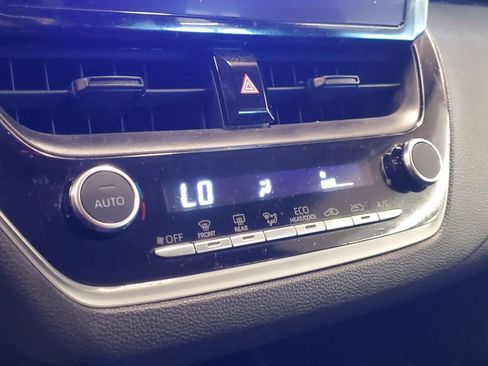 AUTO
LO
OFF
FRONT
REAR
ECO
HEAT/COOL
A/C